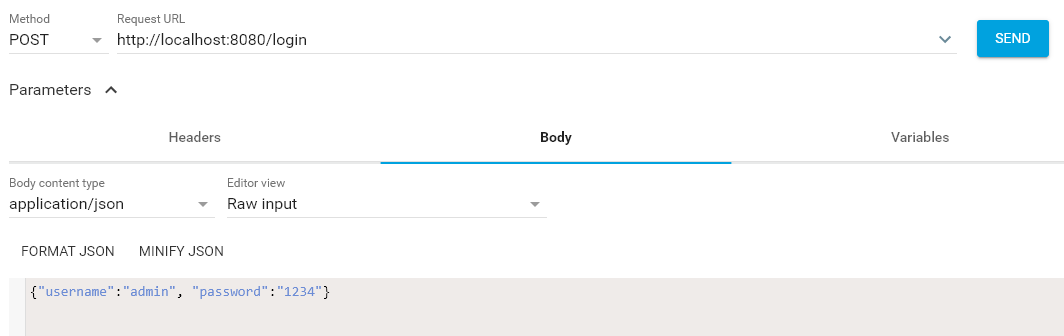 Method Request URL
POST http://localhost:8080/login SEND
Parameters
Headers Body Variables
Body content type Editor view
application/json Raw input
FORMAT JSON MINIFY JSON
{"username":"admin", "password":"1234"}